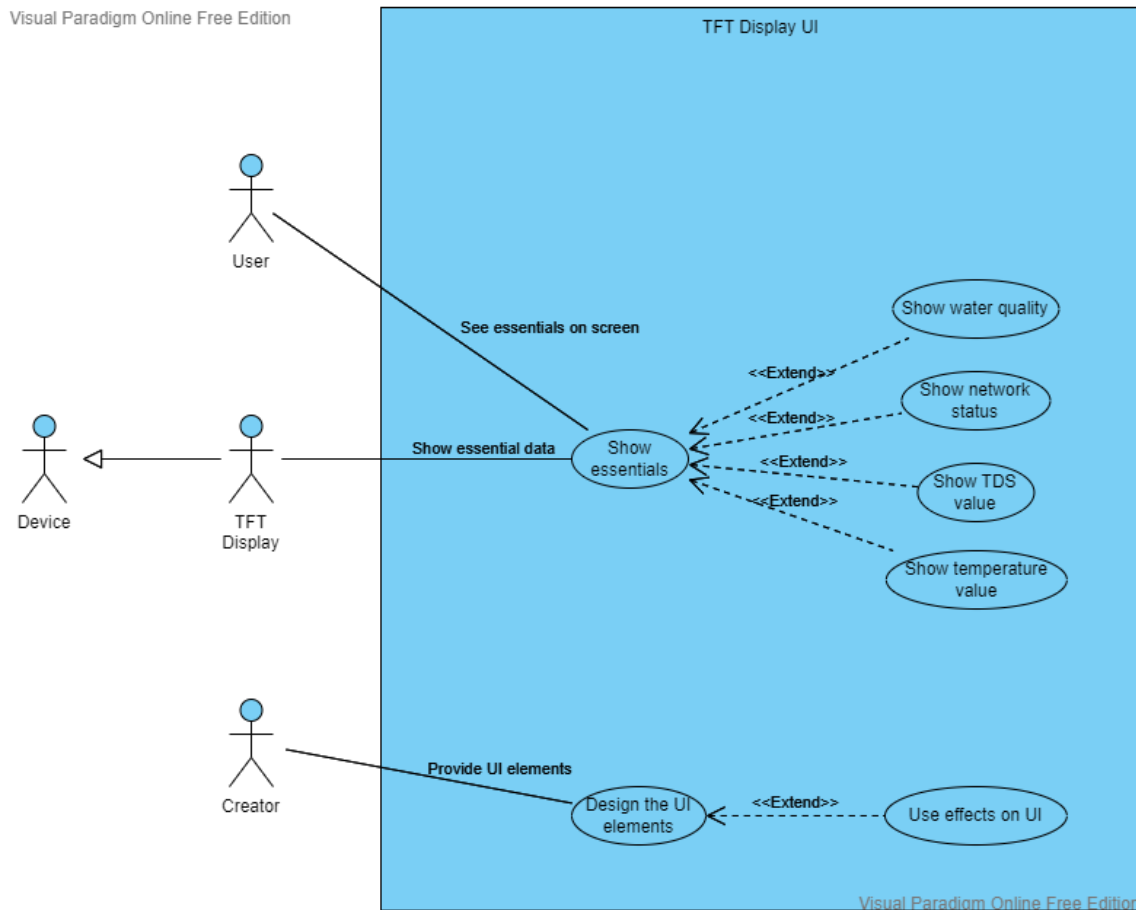 Visual Paradigm Online Free Edition
TFT Display UI
User
See essentials on screen
Show water quality
<<Extend>>
Show network
status
<<Extend>>
Device
TFT
Display
Show essential data
Show
essentials
<<Extend>>
Show TDS
value
<<Extend>>
Show temperature
value
Creator
Provide UI elements
Design the UI
elements
<<Extend>>
Use effects on UI
Visual Paradigm Online Free Edition